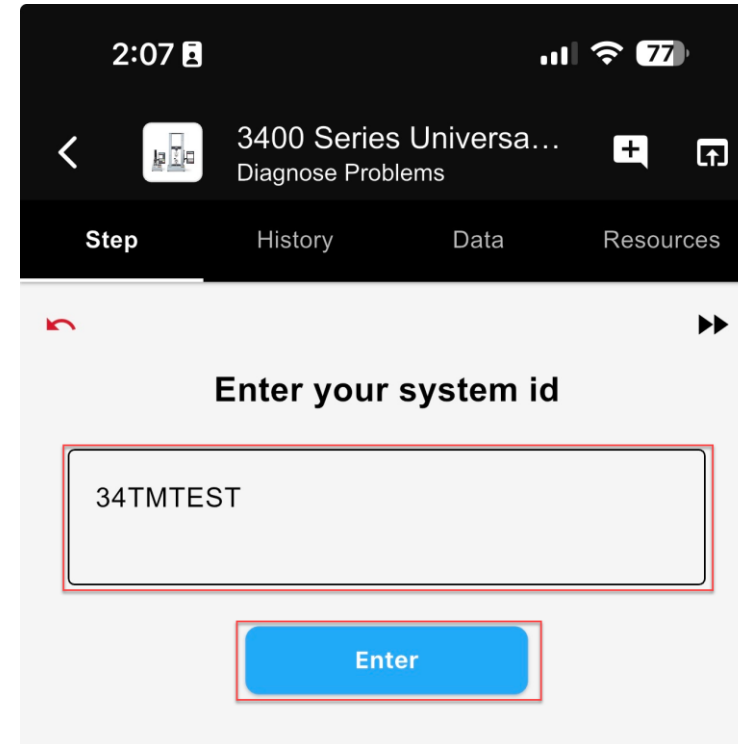 2:07
77
3400 Series Universa...
Diagnose Problems
Step History Data Resources
Enter your system id
34TMTEST
Enter